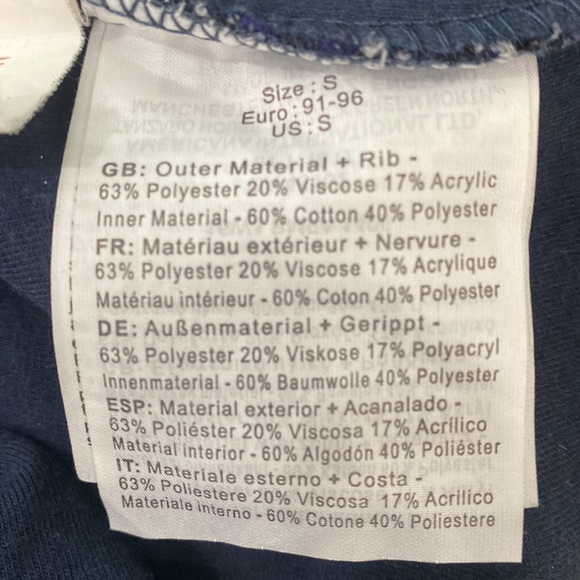 Size : S
Euro : 91-96
US : S
GB: Outer Material + Rib -
63% Polyester 20% Viscose 17% Acrylic
Inner Material - 60% Cotton 40% Polyester
FR: Matériau extérieur + Nervure -
63% Polyester 20% Viscose 17% Acrylique
Matériau intérieur - 60% Coton 40% Polyester
DE: Außenmaterial + Gerippt -
63% Polyester 20% Viskose 17% Polyacryl
Innenmaterial - 60% Baumwolle 40% Polyester
ESP: Material exterior + Acanalado -
63% Poliéster 20% Viscosa 17% Acrílico
Material interior - 60% Algodón 40% Poliéster
IT: Materiale esterno + Costa -
63% Poliestere 20% Viscosa 17% Acrilico
Materiale interno - 60% Cotone 40% Poliestere